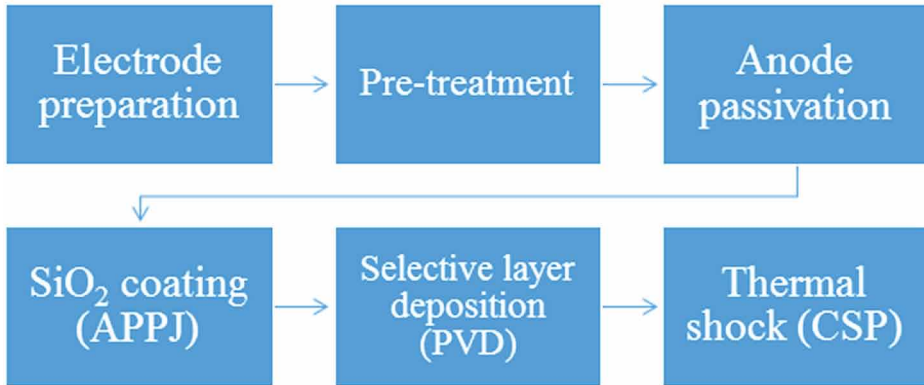 Electrode
preparation
Pre-treatment
Anode
passivation
SiO₂ coating
(APPJ)
Selective layer
deposition
(PVD)
Thermal
shock (CSP)